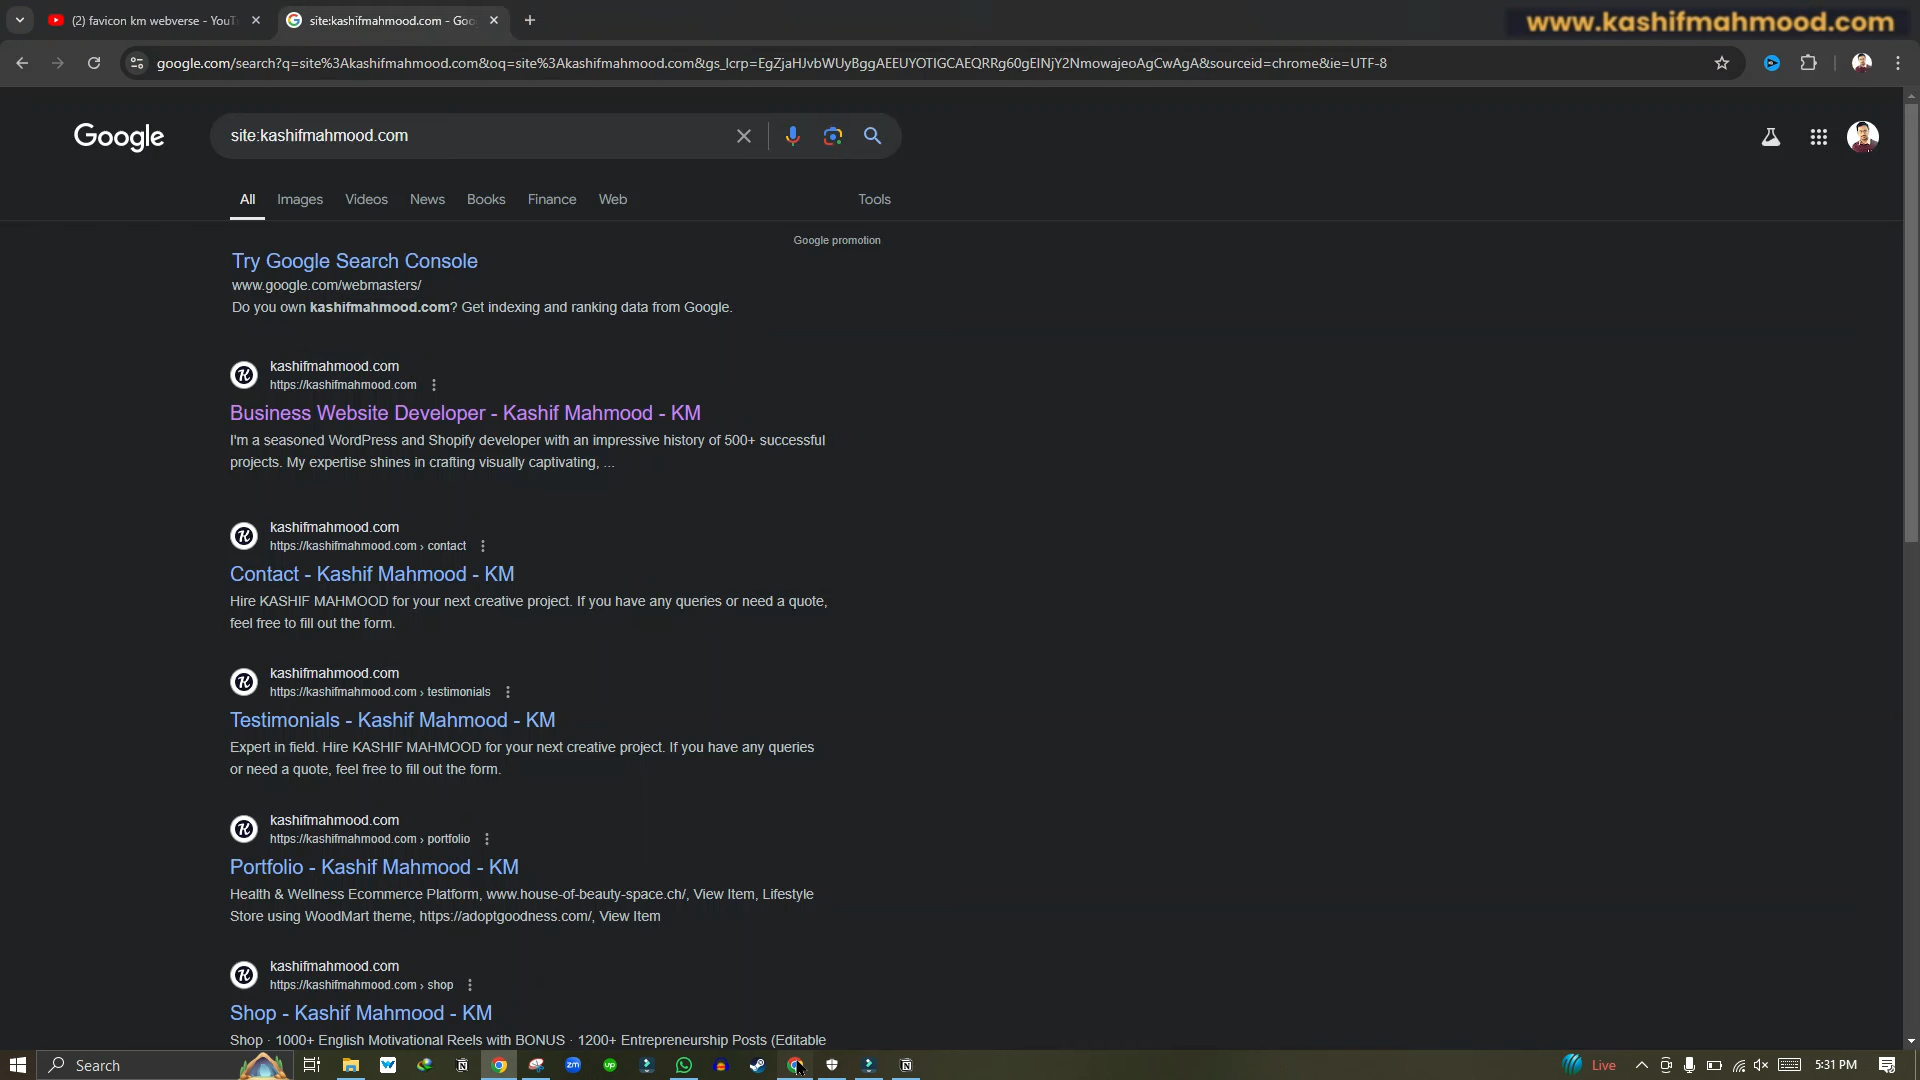 (2) favicon km webverse - YouT
site:kashifmahmood.com - Goo
www.kashifmahmood.com
google.com/search?q=site%3Akashifmahmood.com&oq=site%3Akashifmahmood.com&gs_lcrp=EgZjaHJvbWUyBggAEEUYOTIGCAEQRRg60gEINjY2NmowajeoAgCwAgA&sourceid=chrome&ie=UTF-8
Google
site:kashifmahmood.com
All Images Videos News Books Finance Web Tools
Google promotion
Try Google Search Console
www.google.com/webmasters/
Do you own kashifmahmood.com? Get indexing and ranking data from Google.
kashifmahmood.com
https://kashifmahmood.com
Business Website Developer - Kashif Mahmood - KM
I'm a seasoned WordPress and Shopify developer with an impressive history of 500+ successful
projects. My expertise shines in crafting visually captivating, ...
kashifmahmood.com
https://kashifmahmood.com › contact
Contact - Kashif Mahmood - KM
Hire KASHIF MAHMOOD for your next creative project. If you have any queries or need a quote,
feel free to fill out the form.
kashifmahmood.com
https://kashifmahmood.com › testimonials
Testimonials - Kashif Mahmood - KM
Expert in field. Hire KASHIF MAHMOOD for your next creative project. If you have any queries
or need a quote, feel free to fill out the form.
kashifmahmood.com
https://kashifmahmood.com › portfolio
Portfolio - Kashif Mahmood - KM
Health & Wellness Ecommerce Platform, www.house-of-beauty-space.ch/, View Item, Lifestyle
Store using WoodMart theme, https://adoptgoodness.com/, View Item
kashifmahmood.com
https://kashifmahmood.com › shop
Shop - Kashif Mahmood - KM
Shop · 1000+ English Motivational Reels with BONUS · 1200+ Entrepreneurship Posts (Editable
Search
zm
up
Live
5:31 PM